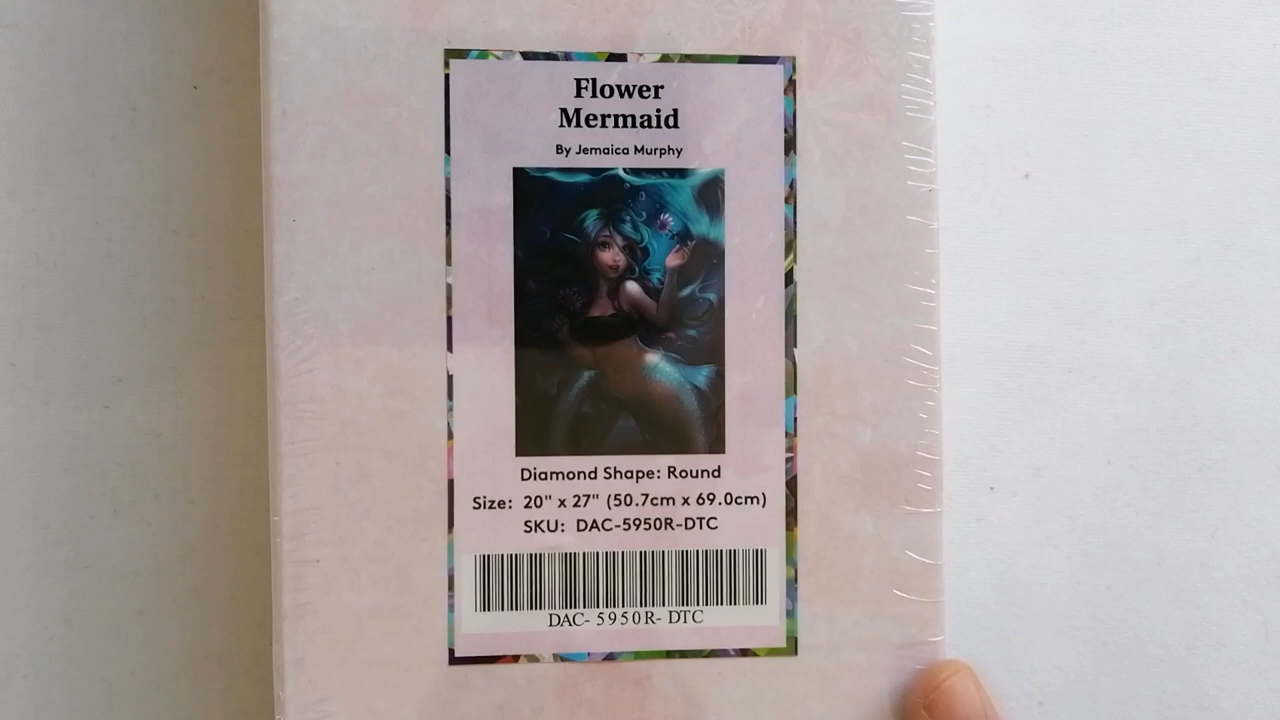 Flower
Mermaid
By Jemaica Murphy
Diamond Shape: Round
Size: 20" x 27" (50.7cm x 69.0cm)
SKU: DAC-5950R-DTC
DAC- 5950R- DTC